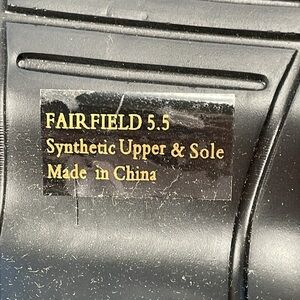 FAIRFIELD 5.5
Synthetic Upper & Sole
Made in China